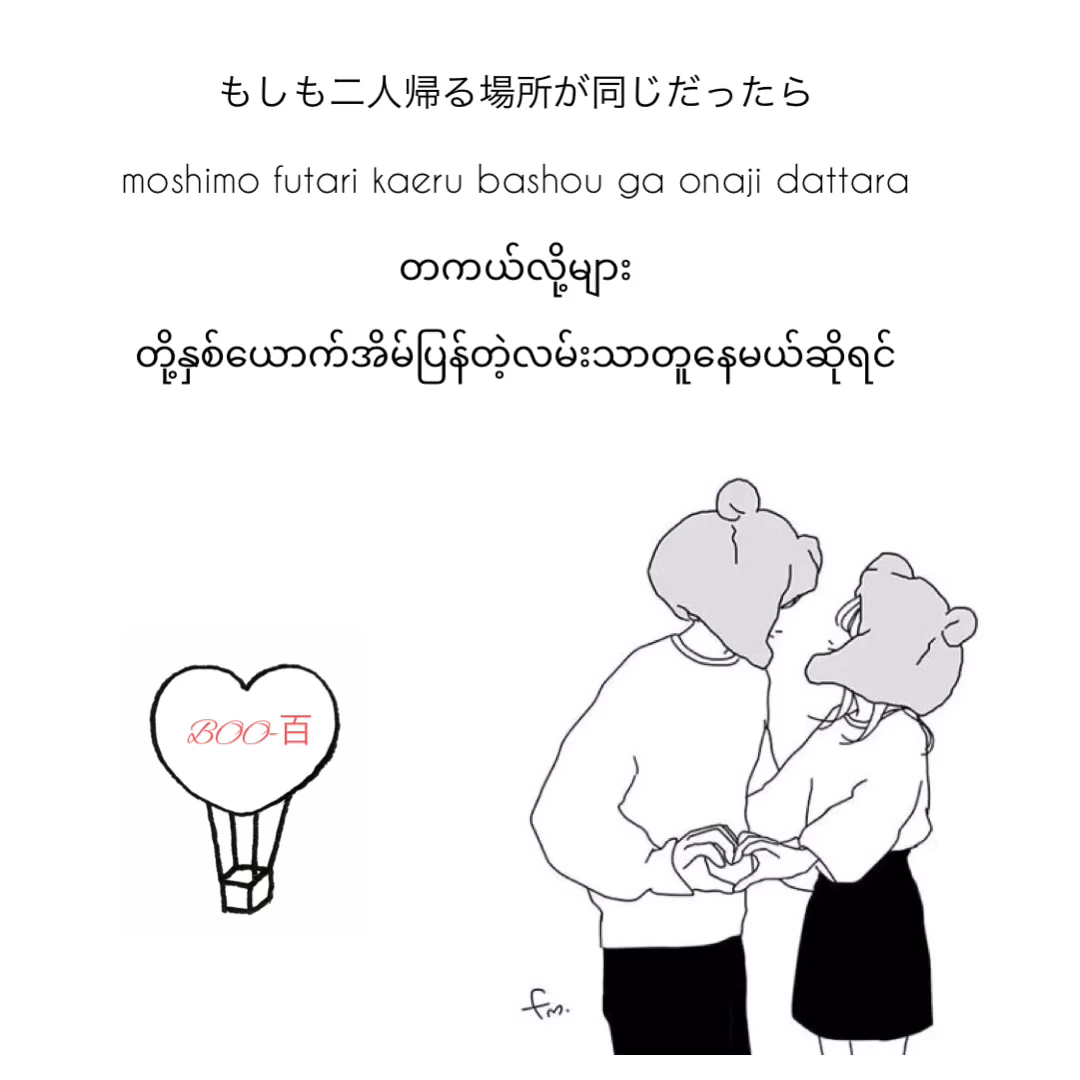 もしも二人帰る場所が同じだったら
moshimo futari kaeru bashou ga onaji dattara
တကယ်လို့များ
တို့နှစ်ယောက်အိမ်ပြန်တဲ့လမ်းသာတူနေမယ်ဆိုရင်
BOO-百
fm.